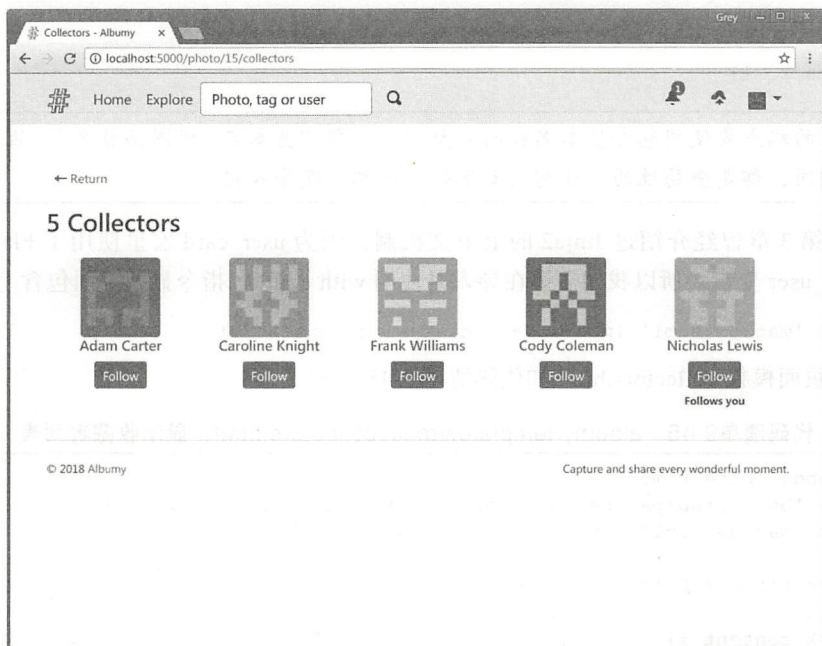 Grey
Collectors - Albumy
localhost:5000/photo/15/collectors
Home Explore Photo, tag or user
1
← Return
5 Collectors
Adam Carter Caroline Knight Frank Williams Cody Coleman Nicholas Lewis
Follow Follow Follow Follow Follow
Follows you
© 2018 Albumy Capture and share every wonderful moment.